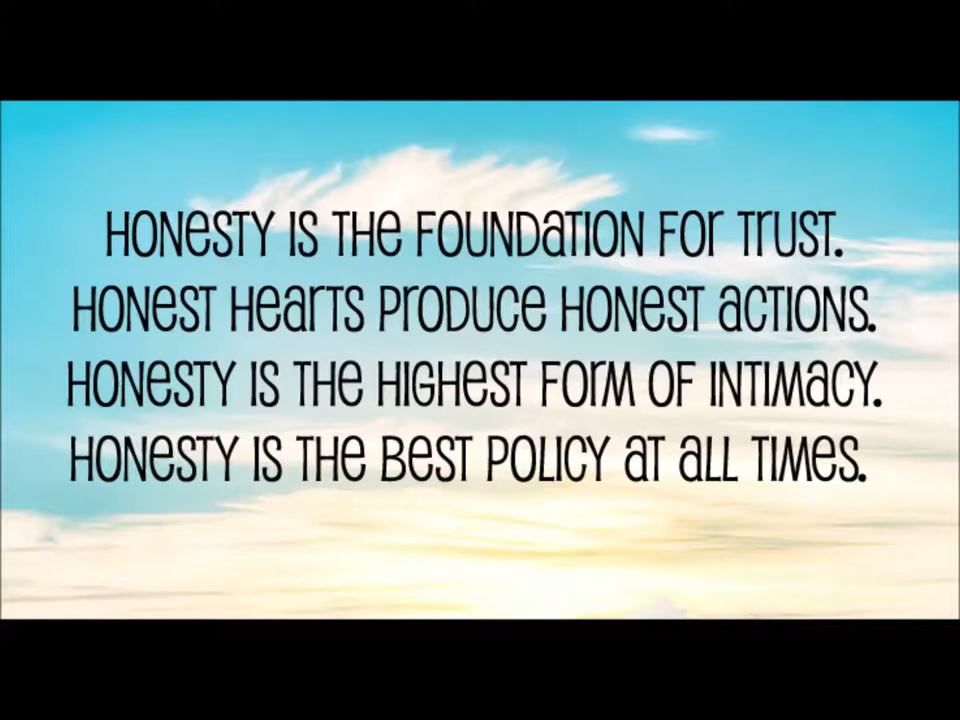 HONeSTY IS THe FOUNDaTION FOr TrUST.
HONeST HearTS PrODUCe HONeST aCTIONS.
HONeSTY IS THe HIGHeST FOrM OF INTIMaCY.
HONeSTY IS THe BeST POLICY aT aLL TIMeS.